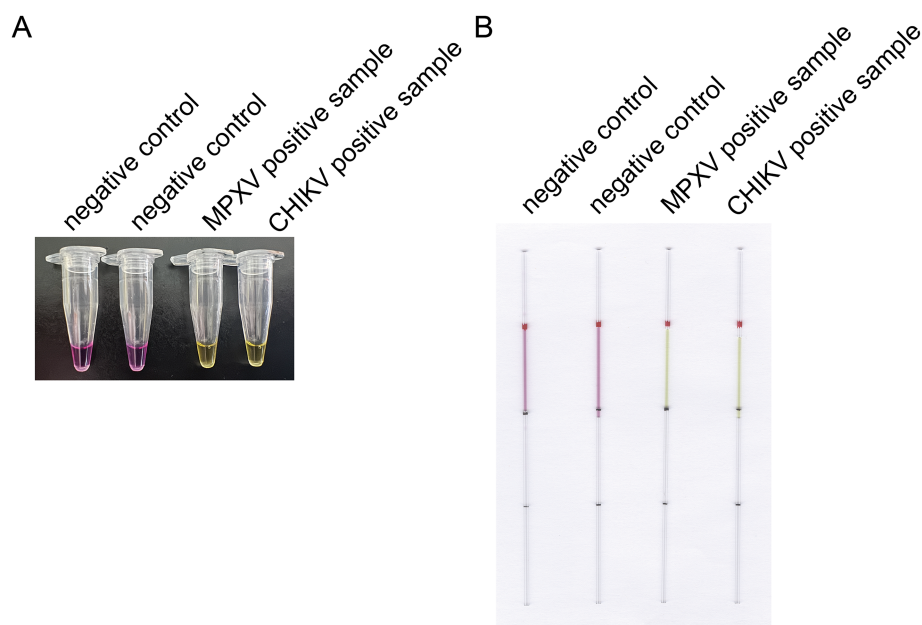 A
negative control
negative control
MPXV positive sample
CHIKV positive sample
B
negative control
negative control
MPXV positive sample
CHIKV positive sample